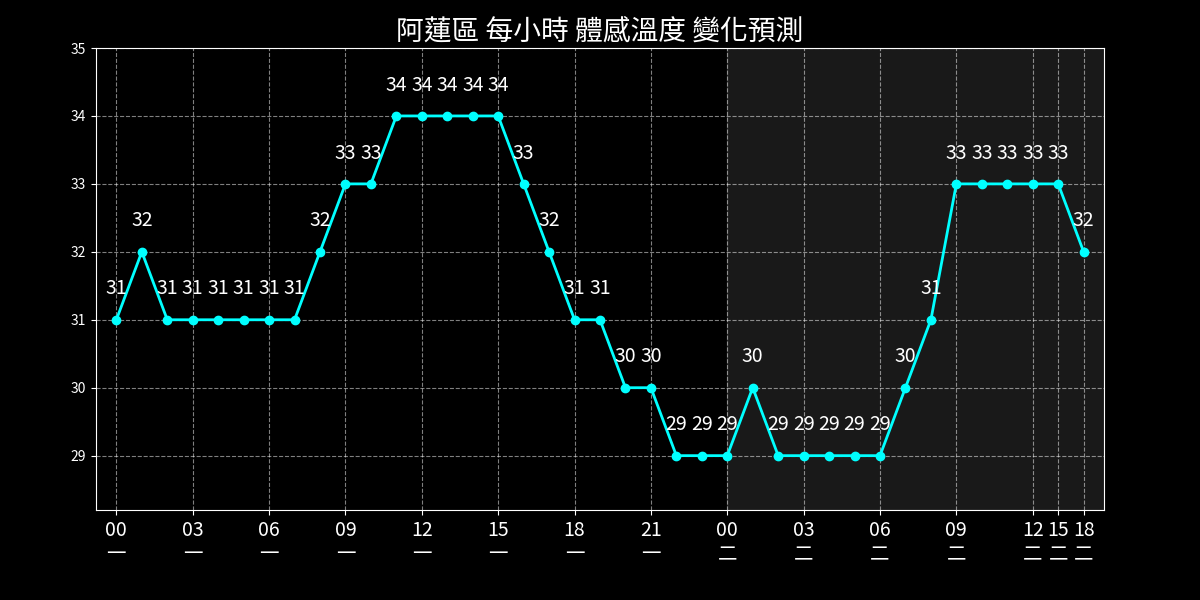 阿蓮區 每小時 體感溫度 變化預測
35
34 34 34 34 34
34
33 33 33 33 33 33 33 33
33
32 32 32 32
32
31 31 31 31 31 31 31 31 31 31
31
30 30 30 30
30
29 29 29 29 29 29 29 29
29
00 03 06 09 12 15 18 21 00 03 06 09 12 15 18
一 一 一 一 一 一 一 一 二 二 二 二 二 二 二